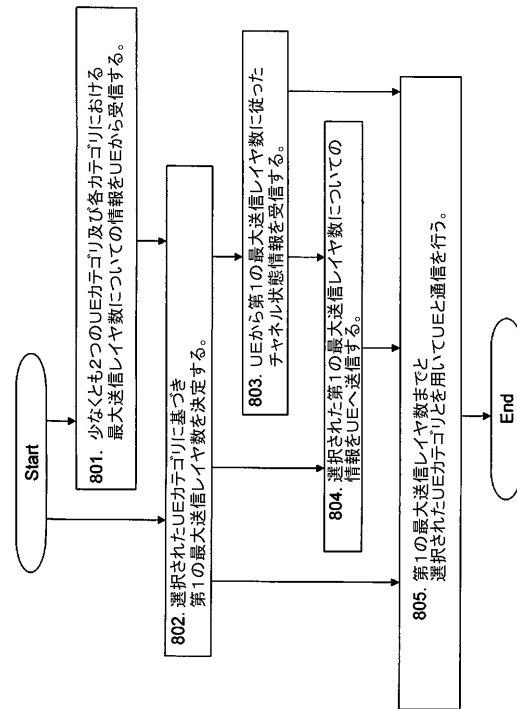 Start
801. 少なくとも2つのUEカテゴリ及び各カテゴリにおける
最大送信レイヤ数についての情報をUEから受信する。
802. 選択されたUEカテゴリに基づき
第1の最大送信レイヤ数を決定する。
803. UEから第1の最大送信レイヤ数に従った
チャネル状態情報を受信する。
804. 選択された第1の最大送信レイヤ数についての
情報をUEへ送信する。
805. 第1の最大送信レイヤ数までと
選択されたUEカテゴリとを用いてUEと通信を行う。
End